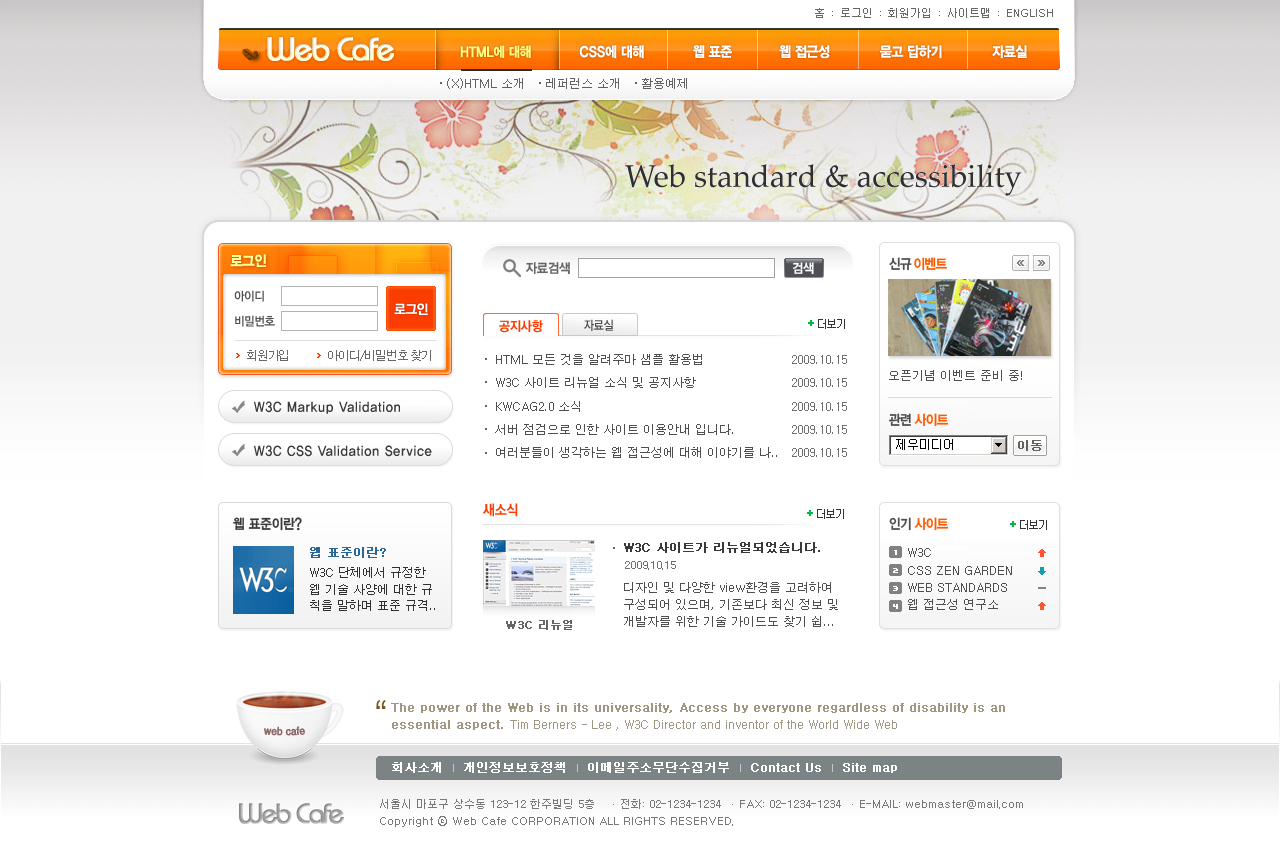 홈 : 로그인 : 회원가입 : 사이트맵 : ENGLISH
Web Cafe HTML에 대해 CSS에 대해 웹 표준 웹 접근성 묻고 답하기 자료실
· (X)HTML 소개 · 레퍼런스 소개 · 활용예제
Web standard & accessibility
로그인
아이디
비밀번호
로그인
회원가입 아이디/비밀번호 찾기
W3C Markup Validation
W3C CSS Validation Service
자료검색 검색
공지사항 자료실 + 더보기
· HTML 모든 것을 알려주마 샘플 활용법 2009.10.15
· W3C 사이트 리뉴얼 소식 및 공지사항 2009.10.15
· KWCAG2.0 소식 2009.10.15
· 서버 점검으로 인한 사이트 이용안내 입니다. 2009.10.15
· 여러분들이 생각하는 웹 접근성에 대해 이야기를 나.. 2009.10.15
신규 이벤트 « »
오픈기념 이벤트 준비 중!
관련 사이트
제우미디어 이동
웹 표준이란?
W3C
웹 표준이란?
W3C 단체에서 규정한
웹 기술 사양에 대한 규
칙을 말하며 표준 규격..
새소식 + 더보기
W3C
W3C 리뉴얼
· W3C 사이트가 리뉴얼되었습니다.
2009.10.15
디자인 및 다양한 view환경을 고려하여
구성되어 있으며, 기존보다 최신 정보 및
개발자를 위한 기술 가이드도 찾기 쉽...
인기 사이트 + 더보기
1 W3C
2 CSS ZEN GARDEN
3 WEB STANDARDS
4 웹 접근성 연구소
web cafe
“ The power of the Web is in its universality, Access by everyone regardless of disability is an
essential aspect. Tim Berners - Lee , W3C Director and inventor of the World Wide Web
회사소개 | 개인정보보호정책 | 이메일주소무단수집거부 | Contact Us | Site map
Web Cafe
서울시 마포구 상수동 123-12 한주빌딩 5층 · 전화: 02-1234-1234 · FAX: 02-1234-1234 · E-MAIL: webmaster@mail.com
Copyright © Web Cafe CORPORATION ALL RIGHTS RESERVED.